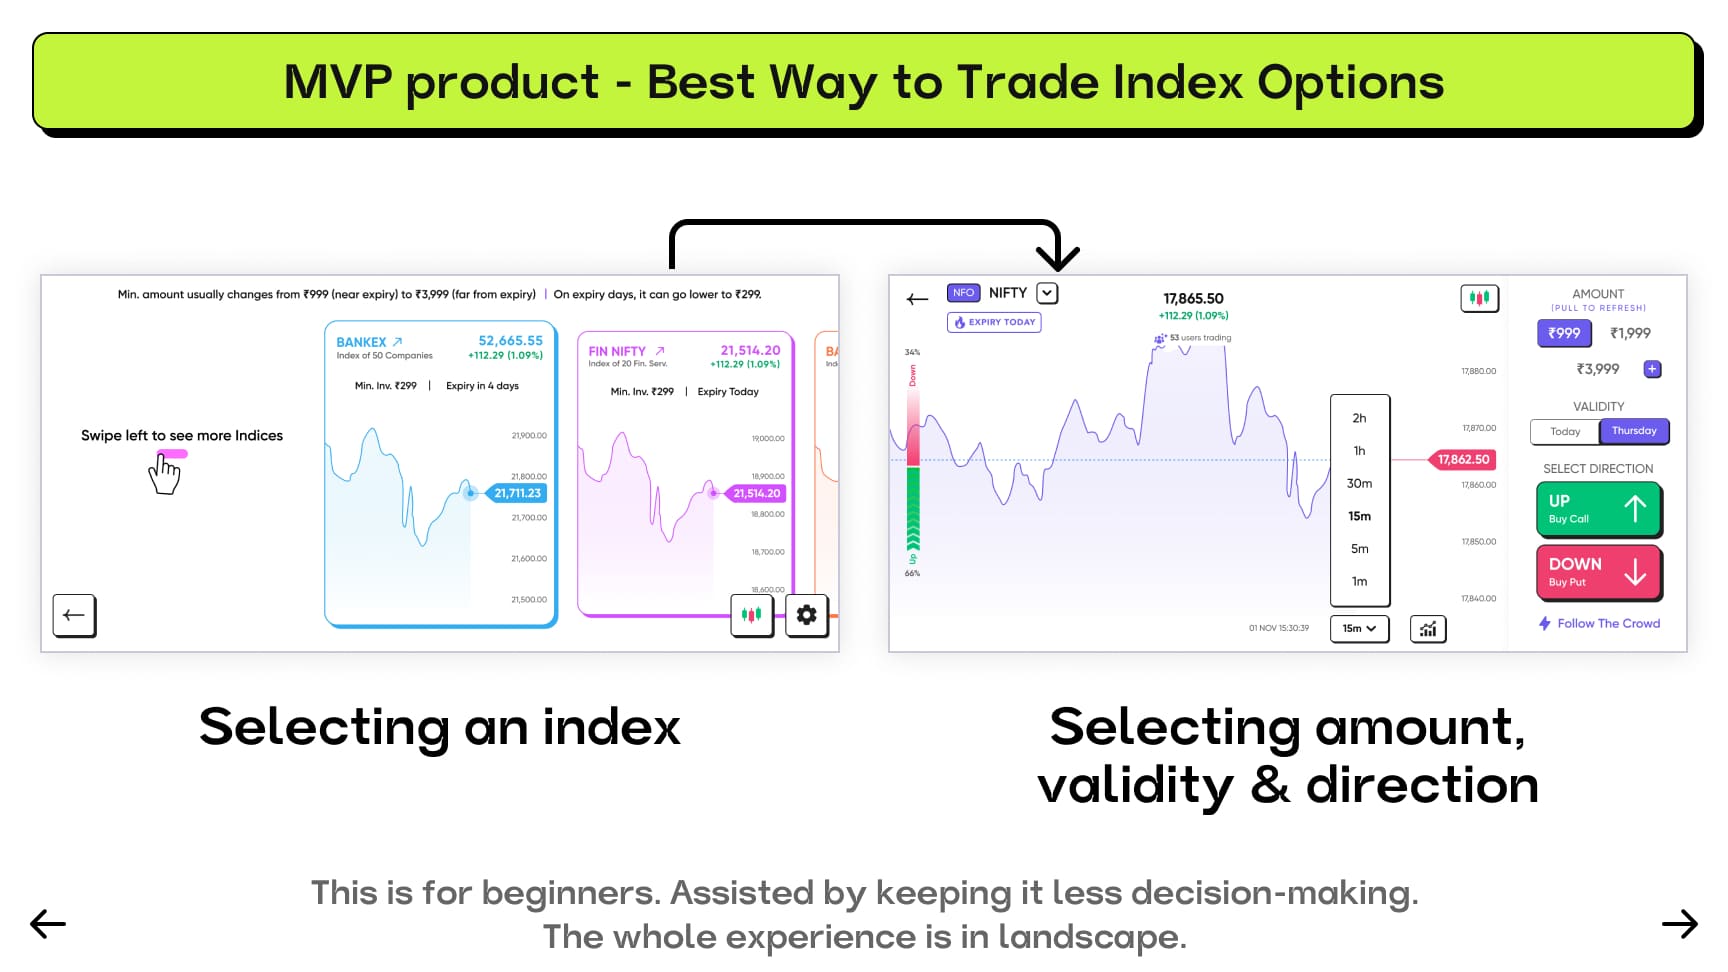 MVP product - Best Way to Trade Index Options
Min. amount usually changes from ₹999 (near expiry) to ₹3,999 (far from expiry) | On expiry days, it can go lower to ₹299.
Swipe left to see more Indices
BANKEX 52,665.55
Index of 50 Companies +112.29 (1.09%)
Min. Inv. ₹299 | Expiry in 4 days
21,900.00
21,800.00
21,711.23
21,700.00
21,600.00
21,500.00
FIN NIFTY 21,514.20
Index of 20 Fin. Serv. +112.29 (1.09%)
Min. Inv. ₹299 | Expiry Today
19,000.00
18,900.00
21,514.20
18,800.00
18,700.00
18,600.00
BA
Ind
NFO NIFTY
EXPIRY TODAY
17,865.50
+112.29 (1.09%)
53 users trading
34%
Down
Up
66%
2h
1h
30m
15m
5m
1m
17,880.00
17,870.00
17,862.50
17,860.00
17,850.00
17,840.00
01 NOV 15:30:39
15m
AMOUNT
(PULL TO REFRESH)
₹999 ₹1,999
₹3,999 +
VALIDITY
Today Thursday
SELECT DIRECTION
UP
Buy Call
DOWN
Buy Put
Follow The Crowd
Selecting an index
Selecting amount,
validity & direction
This is for beginners. Assisted by keeping it less decision-making.
The whole experience is in landscape.